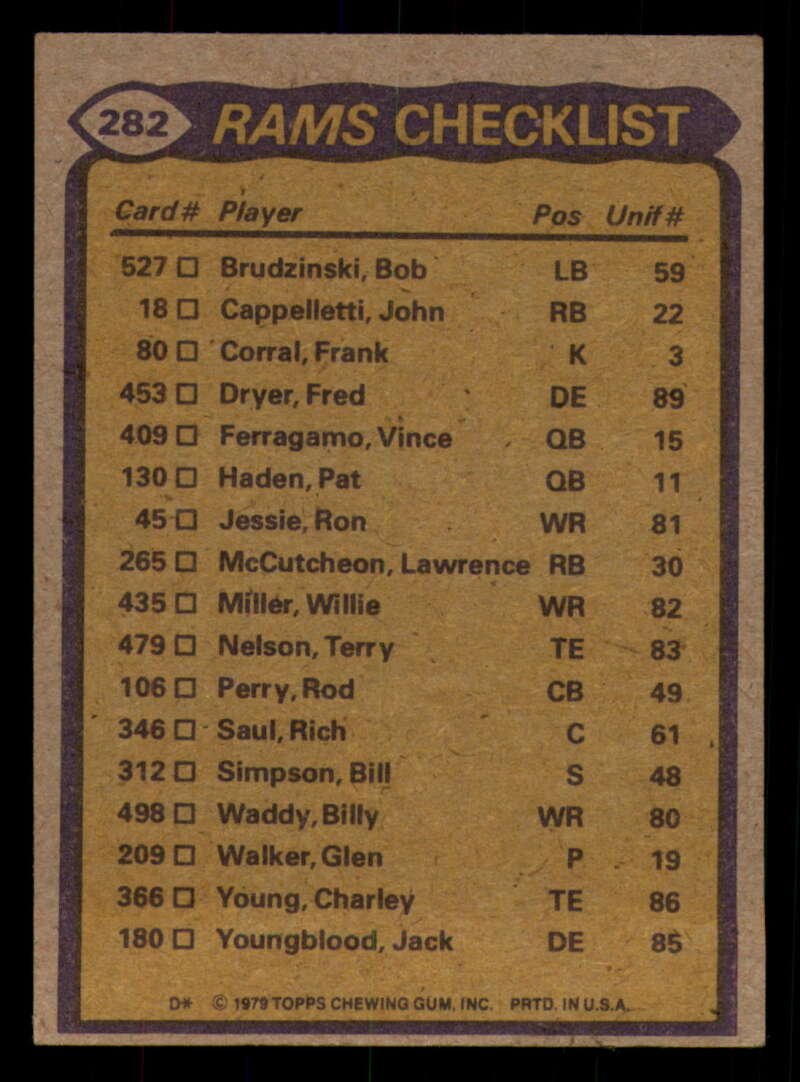 282 RAMS CHECKLIST
Card# Player Pos Unif#
527 □ Brudzinski, Bob LB 59
18 □ Cappelletti, John RB 22
80 □ Corral, Frank K 3
453 □ Dryer, Fred DE 89
409 □ Ferragamo, Vince QB 15
130 □ Haden, Pat QB 11
45 □ Jessie, Ron WR 81
265 □ McCutcheon, Lawrence RB 30
435 □ Miller, Willie WR 82
479 □ Nelson, Terry TE 83
106 □ Perry, Rod CB 49
346 □ Saul, Rich C 61
312 □ Simpson, Bill S 48
498 □ Waddy, Billy WR 80
209 □ Walker, Glen P 19
366 □ Young, Charley TE 86
180 □ Youngblood, Jack DE 85
D* © 1979 TOPPS CHEWING GUM, INC. PRTD. IN U.S.A.